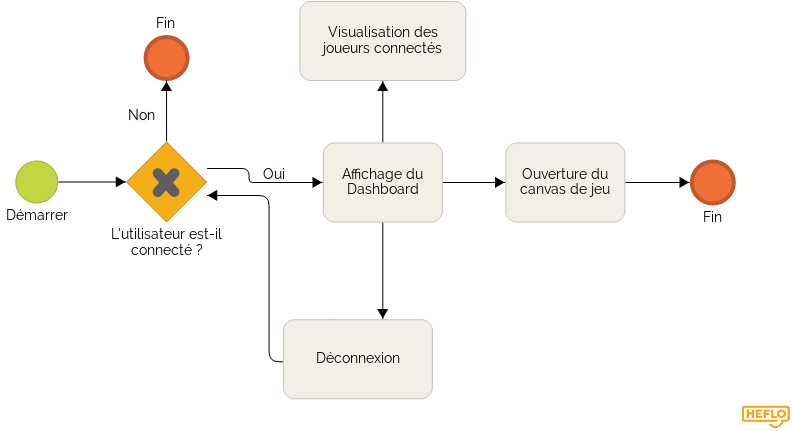 Fin
Visualisation des
joueurs connectés
Non
Démarrer
L'utilisateur est-il
connecté ?
Oui
Affichage du
Dashboard
Ouverture du
canvas de jeu
Fin
Déconnexion
HEFLO